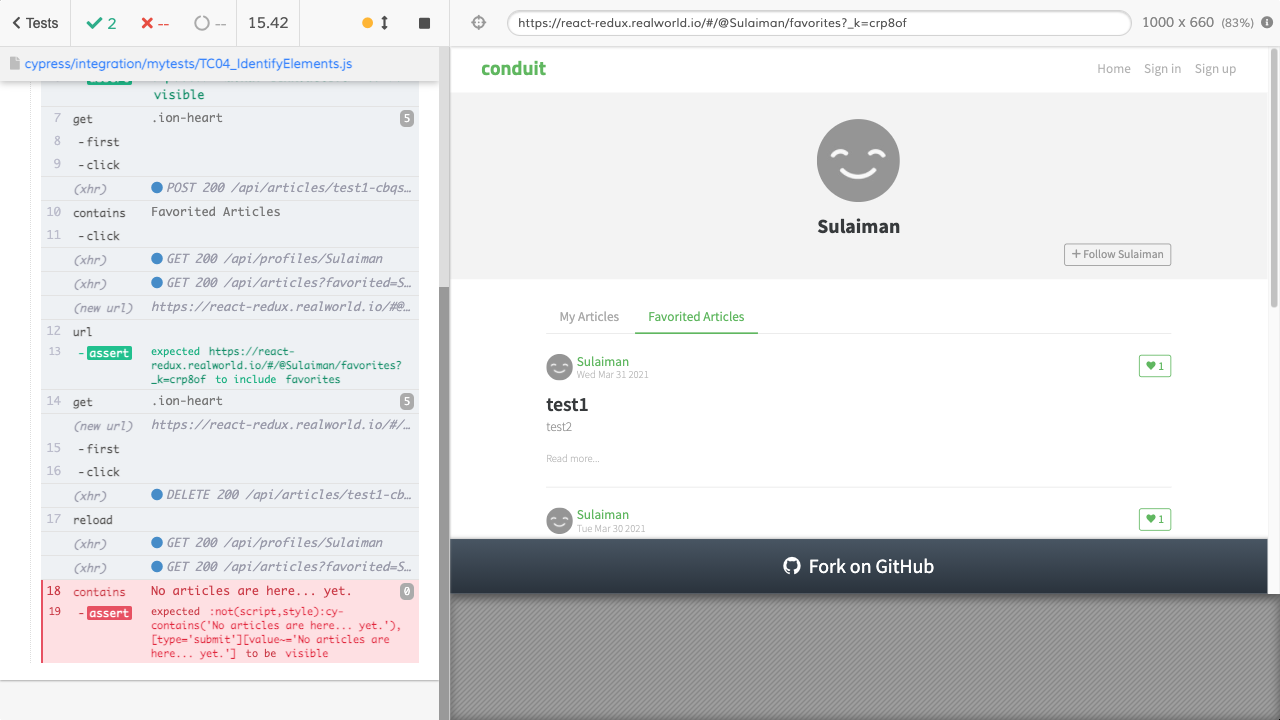 Tests
2
--
--
15.42
cypress/integration/mytests/TC04_IdentifyElements.js
visible
7 get .ion-heart 5
8 -first
9 -click
(xhr) POST 200 /api/articles/test1-cbqs…
10 contains Favorited Articles
11 -click
(xhr) GET 200 /api/profiles/Sulaiman
(xhr) GET 200 /api/articles?favorited=S…
(new url) https://react-redux.realworld.io/#@…
12 url
13 -assert expected https://react-
redux.realworld.io/#/@Sulaiman/favorites?
_k=crp8of to include favorites
14 get .ion-heart 5
(new url) https://react-redux.realworld.io/#/…
15 -first
16 -click
(xhr) DELETE 200 /api/articles/test1-cb…
17 reload
(xhr) GET 200 /api/profiles/Sulaiman
(xhr) GET 200 /api/articles?favorited=S…
18 contains No articles are here... yet. 0
19 -assert expected :not(script,style):cy-
contains('No articles are here... yet.'),
[type='submit'][value~='No articles are
here... yet.'] to be visible
https://react-redux.realworld.io/#/@Sulaiman/favorites?_k=crp8of
1000 x 660 (83%)
conduit
Home Sign in Sign up
Sulaiman
+ Follow Sulaiman
My Articles Favorited Articles
Sulaiman
Wed Mar 31 2021
1
test1
test2
Read more...
Sulaiman
Tue Mar 30 2021
1
Fork on GitHub